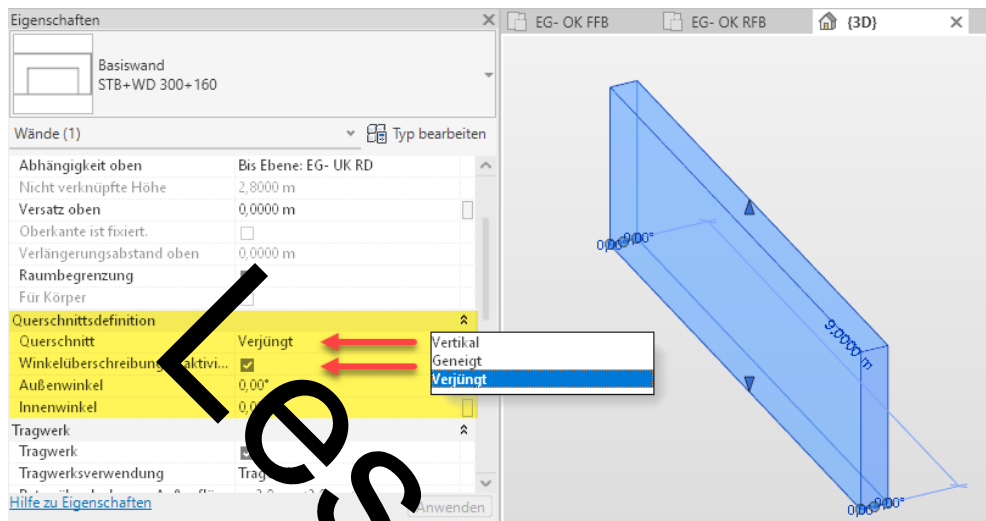 Eigenschaften
EG- OK FFB
EG- OK RFB
{3D}
Basiswand
STB+WD 300+160
Wände (1)
Typ bearbeiten
Abhängigkeit oben Bis Ebene: EG- UK RD
Nicht verknüpfte Höhe 2,8000 m
Versatz oben 0,0000 m
Oberkante ist fixiert.
Verlängerungsabstand oben 0,0000 m
Raumbegrenzung
Für Körper
Querschnittsdefinition
Querschnitt Verjüngt
Winkelüberschreibung aktivi...
Außenwinkel 0,00°
Innenwinkel
Tragwerk
Tragwerk
Tragwerksverwendung
Hilfe zu Eigenschaften
Anwenden
Vertikal
Geneigt
Verjüngt
9,0000 m
Les